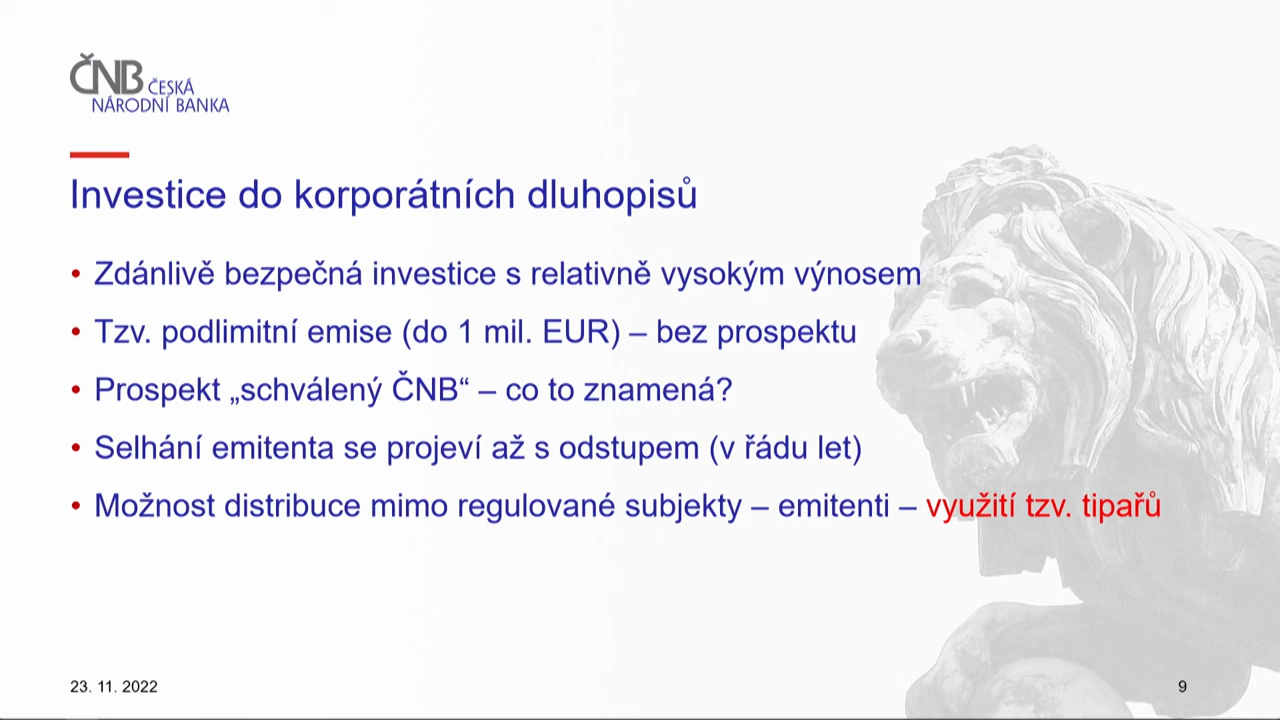 ČNB ČESKÁ
NÁRODNÍ BANKA
Investice do korporátních dluhopisů
• Zdánlivě bezpečná investice s relativně vysokým výnosem
• Tzv. podlimitní emise (do 1 mil. EUR) – bez prospektu
• Prospekt „schválený ČNB“ – co to znamená?
• Selhání emitenta se projeví až s odstupem (v řádu let)
• Možnost distribuce mimo regulované subjekty – emitenti – využití tzv. tipařů
23. 11. 2022
9